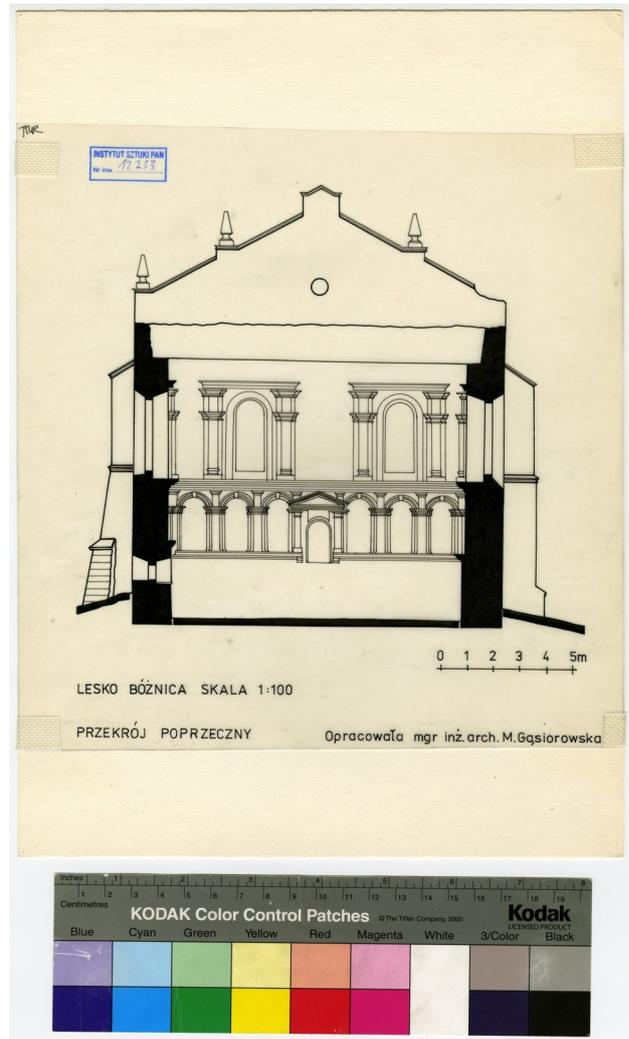 INSTYTUT SZTUKI PAN
Nr inw. 12233
0 1 2 3 4 5m
LESKO BÓŻNICA SKALA 1:100
PRZEKRÓJ POPRZECZNY
Opracowała mgr inż. arch. M. Gąsiorowska
Inches 1 2 3 4 5 6 7 8
Centimetres 1 2 3 4 5 6 7 8 9 10 11 12 13 14 15 16 17 18 19
KODAK Color Control Patches © The Tiffen Company, 2000 Kodak
LICENSED PRODUCT
Blue Cyan Green Yellow Red Magenta White 3/Color Black